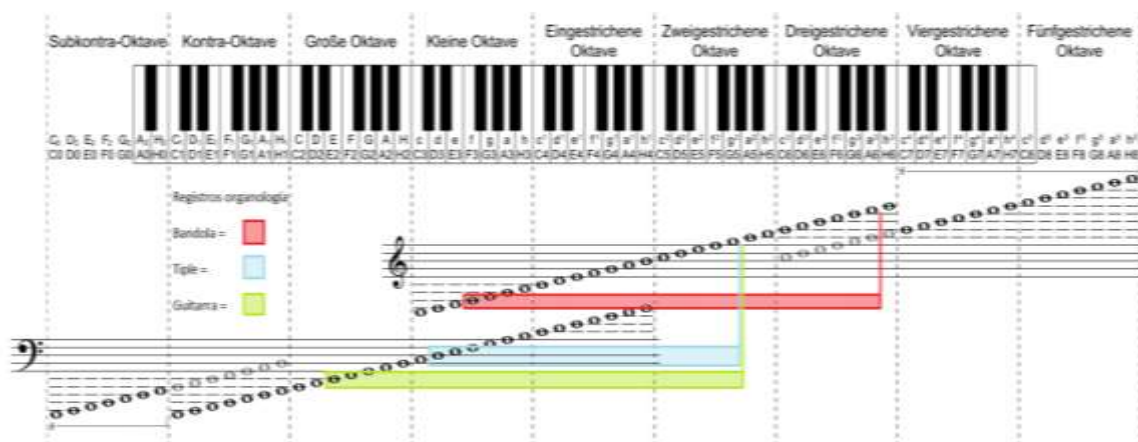 Subkontra-Oktave Kontra-Oktave Große Oktave Kleine Oktave Eingestrichene Oktave Zweigestrichene Oktave Dreigestrichene Oktave Viergestrichene Oktave Fünfgestrichene Oktave
C D E F G A H c d e f g a h
C0 D0 E0 F0 G0 A0 H0 C1 D1 E1 F1 G1 A1 H1 C2 D2 E2 F2 G2 A2 H2 C3 D3 E3 F3 G3 A3 H3 C4 D4 E4 F4 G4 A4 H4 C5 D5 E5 F5 G5 A5 H5 C6 D6 E6 F6 G6 A6 H6 C7 D7 E7 F7 G7 A7 H7 C8 D8 E8 F8 G8 A8 H8
Registros organologia
Bandola =
Tiple =
Guitarra =